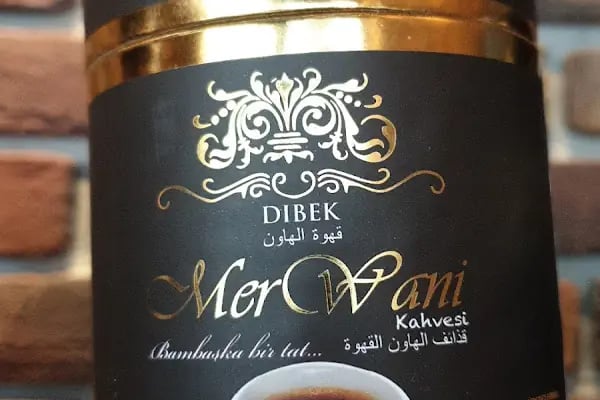 DIBEK
قهوة الهاون
MerWani
Kahvesi
قذائف الهاون القهوة
Bambaşka bir tat...